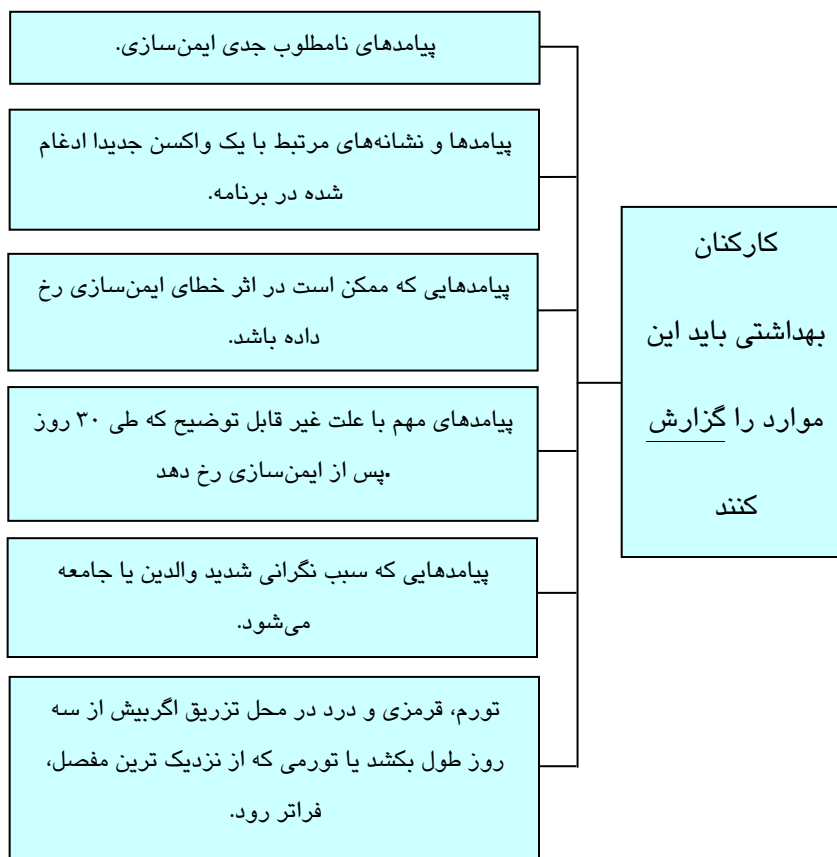 کارکنان
بهداشتی باید این
موارد را گزارش
کنند
پیامدهای نامطلوب جدی ایمن‌سازی.
پیامدها و نشانه‌های مرتبط با یک واکسن جدیدا ادغام
شده در برنامه.
پیامدهایی که ممکن است در اثر خطای ایمن‌سازی رخ
داده باشد.
پیامدهای مهم با علت غیر قابل توضیح که طی ۳۰ روز
.پس از ایمن‌سازی رخ دهد
پیامدهایی که سبب نگرانی شدید والدین یا جامعه
می‌شود.
تورم، قرمزی و درد در محل تزریق اگربیش از سه
روز طول بکشد یا تورمی که از نزدیک ترین مفصل،
فراتر رود.